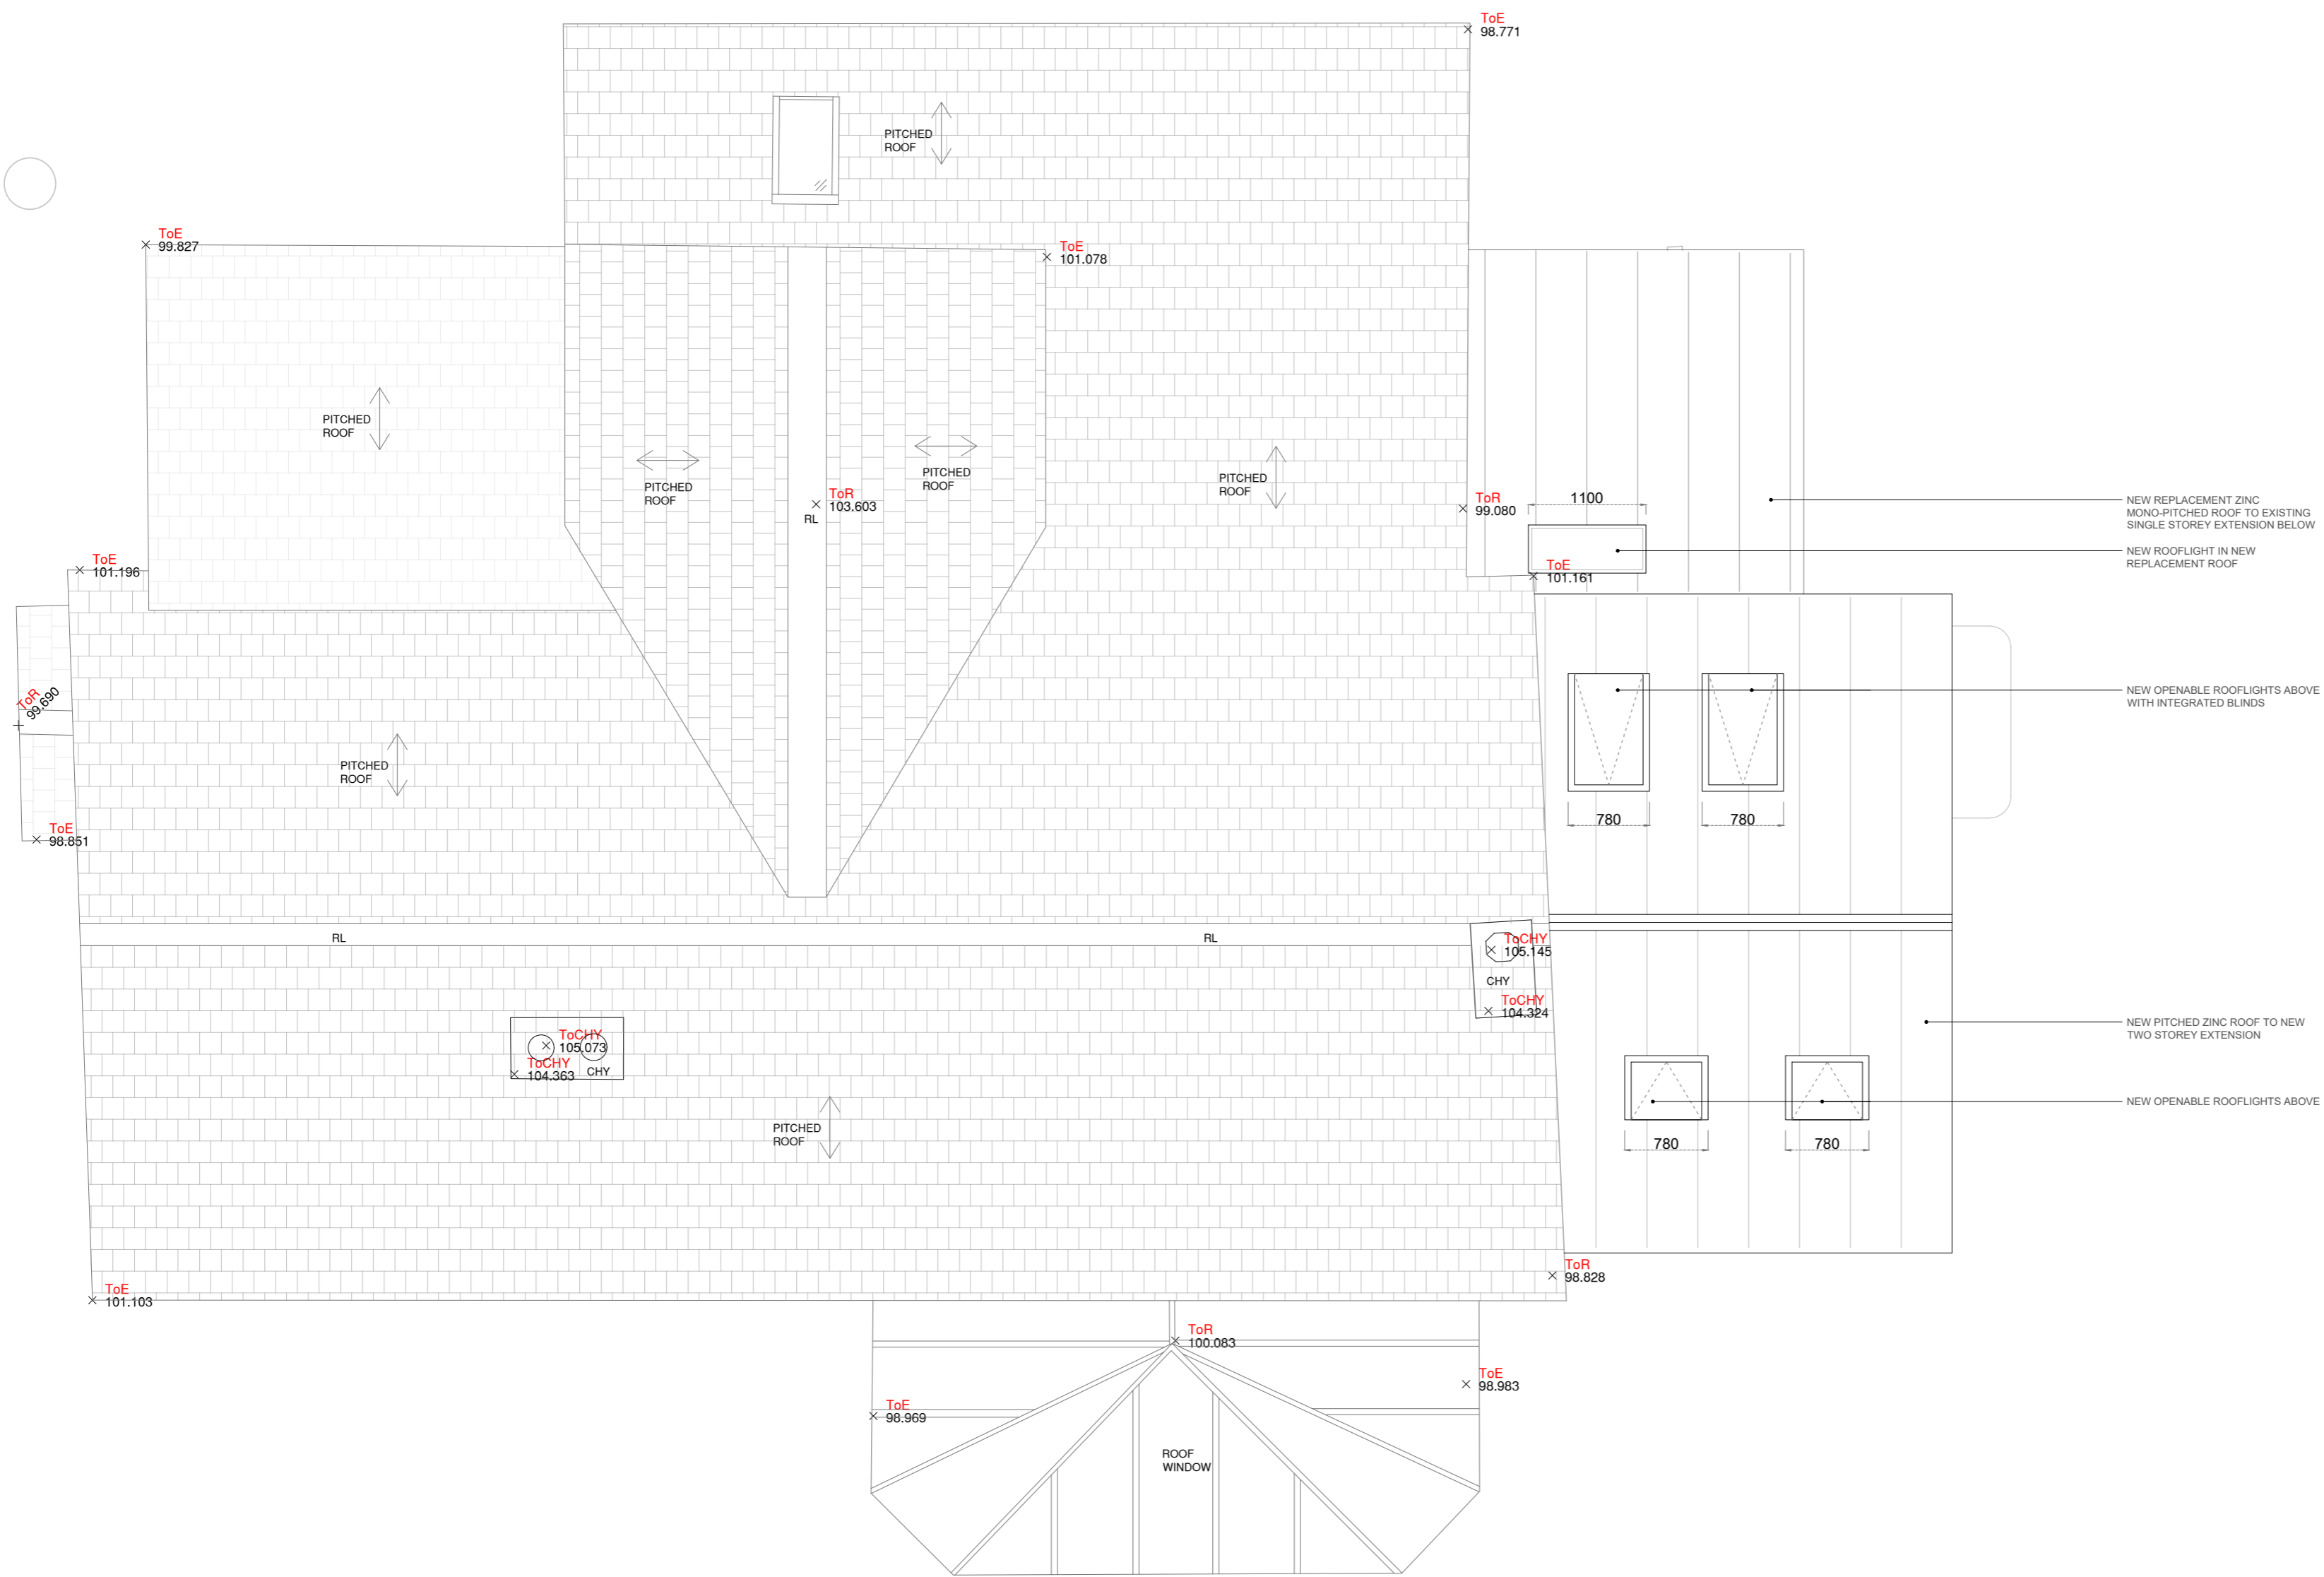 ToE
98.771
PITCHED
ROOF
ToE
99.827
ToE
101.078
PITCHED
ROOF
PITCHED
ROOF
PITCHED
ROOF
ToR
103.603
RL
PITCHED
ROOF
ToR
99.080
1100
NEW REPLACEMENT ZINC
MONO-PITCHED ROOF TO EXISTING
SINGLE STOREY EXTENSION BELOW
NEW ROOFLIGHT IN NEW
REPLACEMENT ROOF
ToE
101.196
ToE
101.161
ToR
99.690
NEW OPENABLE ROOFLIGHTS ABOVE
WITH INTEGRATED BLINDS
PITCHED
ROOF
780
780
ToE
98.851
RL
RL
ToCHY
105.145
CHY
ToCHY
104.324
NEW PITCHED ZINC ROOF TO NEW
TWO STOREY EXTENSION
ToCHY
105.073
ToCHY
104.363
CHY
NEW OPENABLE ROOFLIGHTS ABOVE
PITCHED
ROOF
780
780
ToR
98.828
ToE
101.103
ToR
100.083
ToE
98.983
ToE
98.969
ROOF
WINDOW